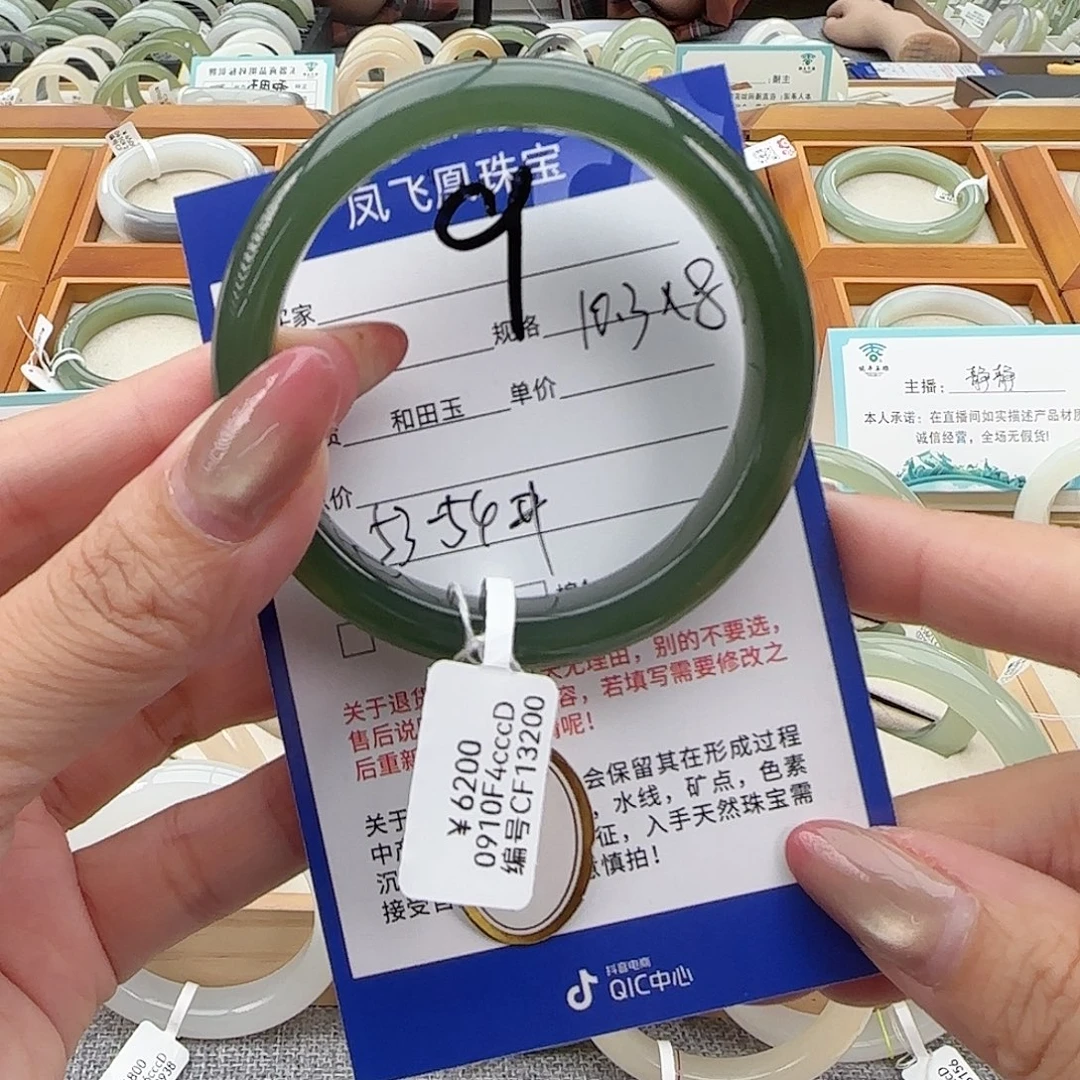 凤飞凰珠宝
9
家
规格 10.3x8
和田玉 单价
价
53-54#
无理由，别的不要选，
关于退货
容，若填写需要修改之
售后说
呢！
后重新
¥6200
0910F4cccD
编号CF13200
会保留其在形成过程
关于
，水线，矿点，色素
中
征，入手天然珠宝需
沉
慎拍！
接受自
抖音电商
QIC中心
主播：静静
本人承诺：在直播间如实描述产品材质
诚信经营，全场无假货！